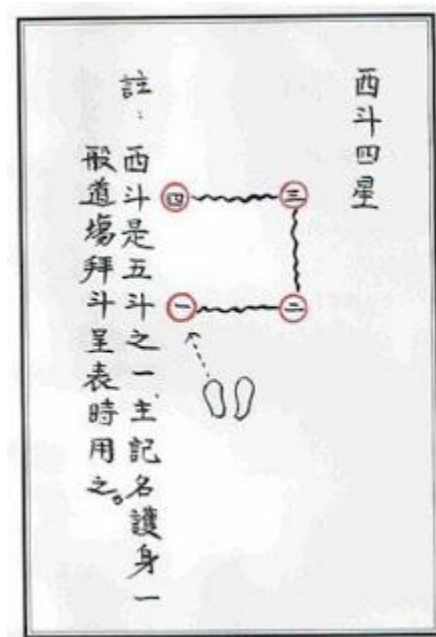 西斗四星
三
四
二
一
註：西斗是五斗之一、主記名護身一
般道場拜斗呈表時用之。